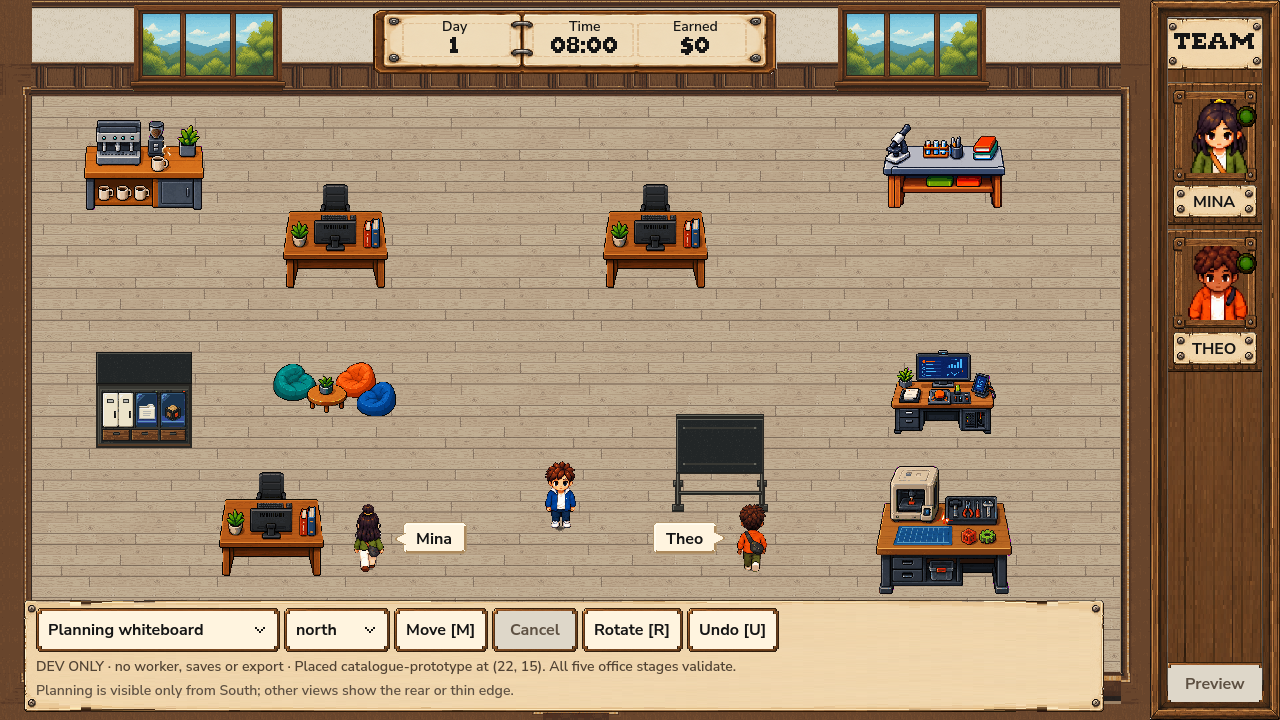 Day
1
Time
08:00
Earned
$0
TEAM
MINA
THEO
Mina
Theo
Planning whiteboard
north
Move [M]
Cancel
Rotate [R]
Undo [U]
DEV ONLY · no worker, saves or export · Placed catalogue-prototype at (22, 15). All five office stages validate.
Planning is visible only from South; other views show the rear or thin edge.
Preview